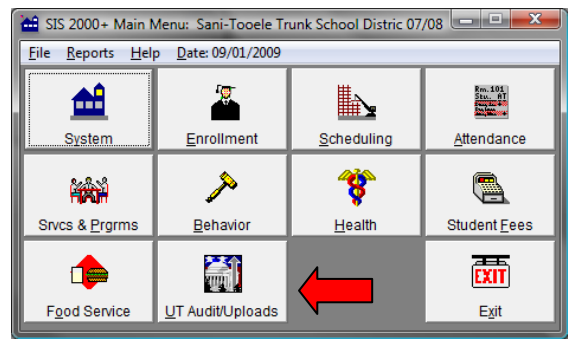 SIS 2000+ Main Menu: Sani-Tooele Trunk School Distric 07/08
File Reports Help Date: 09/01/2009
System Enrollment Scheduling Attendance
Srvcs & Prgrms Behavior Health Student Fees
EXIT
Food Service UT Audit/Uploads Exit